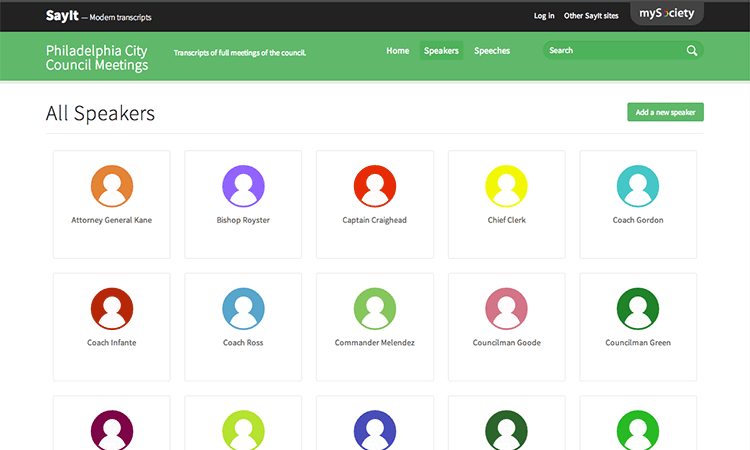 SayIt — Modern transcripts
Log in
Other SayIt sites
mySociety
Philadelphia City
Council Meetings
Transcripts of full meetings of the council.
Home
Speakers
Speeches
Search
All Speakers
Add a new speaker
Attorney General Kane
Bishop Royster
Captain Craighead
Chief Clerk
Coach Gordon
Coach Infante
Coach Ross
Commander Melendez
Councilman Goode
Councilman Green